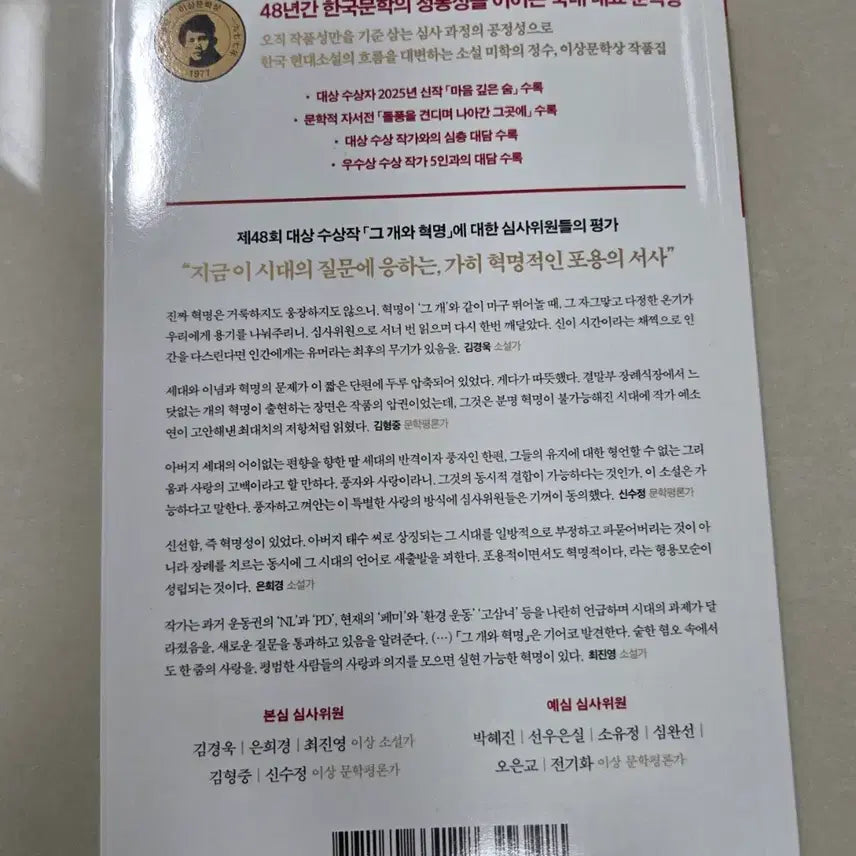 이상문학상
一九七七年
1977
48년간 한국문학의 정통성을 이어온 국내 대표 문학상
오직 작품성만을 기준 삼는 심사 과정의 공정성으로
한국 현대소설의 흐름을 대변하는 소설 미학의 정수, 이상문학상 작품집
• 대상 수상자 2025년 신작 「마음 깊은 숨」 수록
• 문학적 자서전 「돌풍을 견디며 나아간 그곳에」 수록
• 대상 수상 작가와의 심층 대담 수록
• 우수상 수상 작가 5인과의 대담 수록
제48회 대상 수상작 「그 개와 혁명」에 대한 심사위원들의 평가
“지금 이 시대의 질문에 응하는, 가히 혁명적인 포용의 서사”
진짜 혁명은 거룩하지도 웅장하지도 않으니. 혁명이 ‘그 개’와 같이 마구 뛰어놀 때, 그 자그맣고 다정한 온기가
우리에게 용기를 나눠주리니. 심사위원으로 서너 번 읽으며 다시 한번 깨달았다. 신이 시간이라는 채찍으로 인
간을 다스린다면 인간에게는 유머라는 최후의 무기가 있음을. 김경욱 소설가
세대와 이념과 혁명의 문제가 이 짧은 단편에 두루 압축되어 있었다. 게다가 따뜻했다. 결말부 장례식장에서 느
닷없는 개의 혁명이 출현하는 장면은 작품의 압권이었는데, 그것은 분명 혁명이 불가능해진 시대에 작가 예소
연이 고안해낸 최대치의 저항처럼 읽혔다. 김형중 문학평론가
아버지 세대의 어이없는 편향을 향한 딸 세대의 반격이자 풍자인 한편, 그들의 유지에 대한 형언할 수 없는 그리
움과 사랑의 고백이라고 할 만하다. 풍자와 사랑이라니. 그것의 동시적 결합이 가능하다는 것인가. 이 소설은 가
능하다고 말한다. 풍자하고 껴안는 이 특별한 사랑의 방식에 심사위원들은 기꺼이 동의했다. 신수정 문학평론가
신선함, 즉 혁명성이 있었다. 아버지 태수 씨로 상징되는 그 시대를 일방적으로 부정하고 파묻어버리는 것이 아
니라 장례를 치르는 동시에 그 시대의 언어로 새출발을 꾀한다. 포용적이면서도 혁명적이다, 라는 형용모순이
성립되는 것이다. 은희경 소설가
작가는 과거 운동권의 ‘NL’과 ‘PD’, 현재의 ‘페미’와 ‘환경 운동’ ‘고삼녀’ 등을 나란히 언급하며 시대의 과제가 달
라졌음을, 새로운 질문을 통과하고 있음을 알려준다. (…) 「그 개와 혁명」은 기어코 발견한다. 숱한 혐오 속에서
도 한 줌의 사랑을, 평범한 사람들의 사랑과 의지를 모으면 실현 가능한 혁명이 있다. 최진영 소설가
본심 심사위원
김경욱 | 은희경 | 최진영 이상 소설가
김형중 | 신수정 이상 문학평론가
예심 심사위원
박혜진 | 선우은실 | 소유정 | 심완선 |
오은교 | 전기화 이상 문학평론가